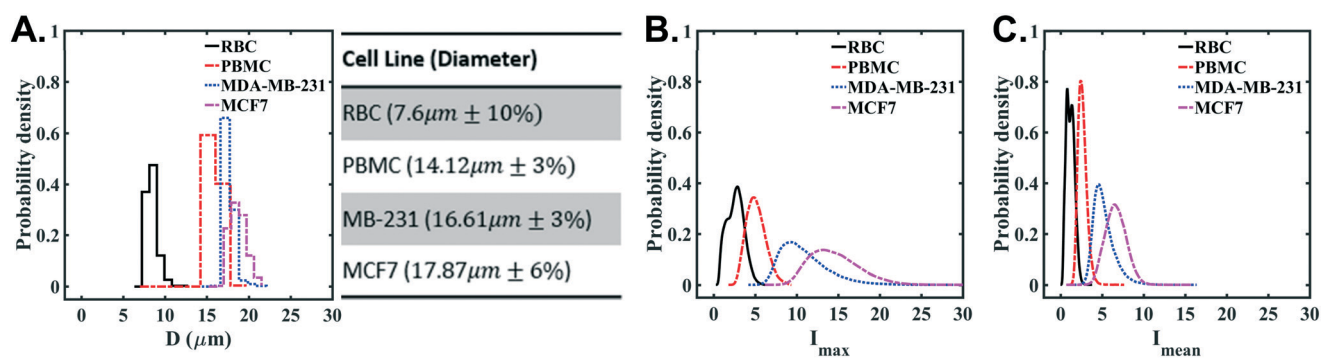 A.
Probability density
1
0.8
0.6
0.4
0.2
0
RBC
PBMC
MDA-MB-231
MCF7
0 5 10 15 20 25 30
D (μm)
Cell Line (Diameter)
RBC (7.6μm ± 10%)
PBMC (14.12μm ± 3%)
MB-231 (16.61μm ± 3%)
MCF7 (17.87μm ± 6%)
B.
Probability density
1
0.8
0.6
0.4
0.2
0
RBC
PBMC
MDA-MB-231
MCF7
0 5 10 15 20 25 30
Imax
C.
Probability density
1
0.8
0.6
0.4
0.2
0
RBC
PBMC
MDA-MB-231
MCF7
0 5 10 15 20 25 30
Imean